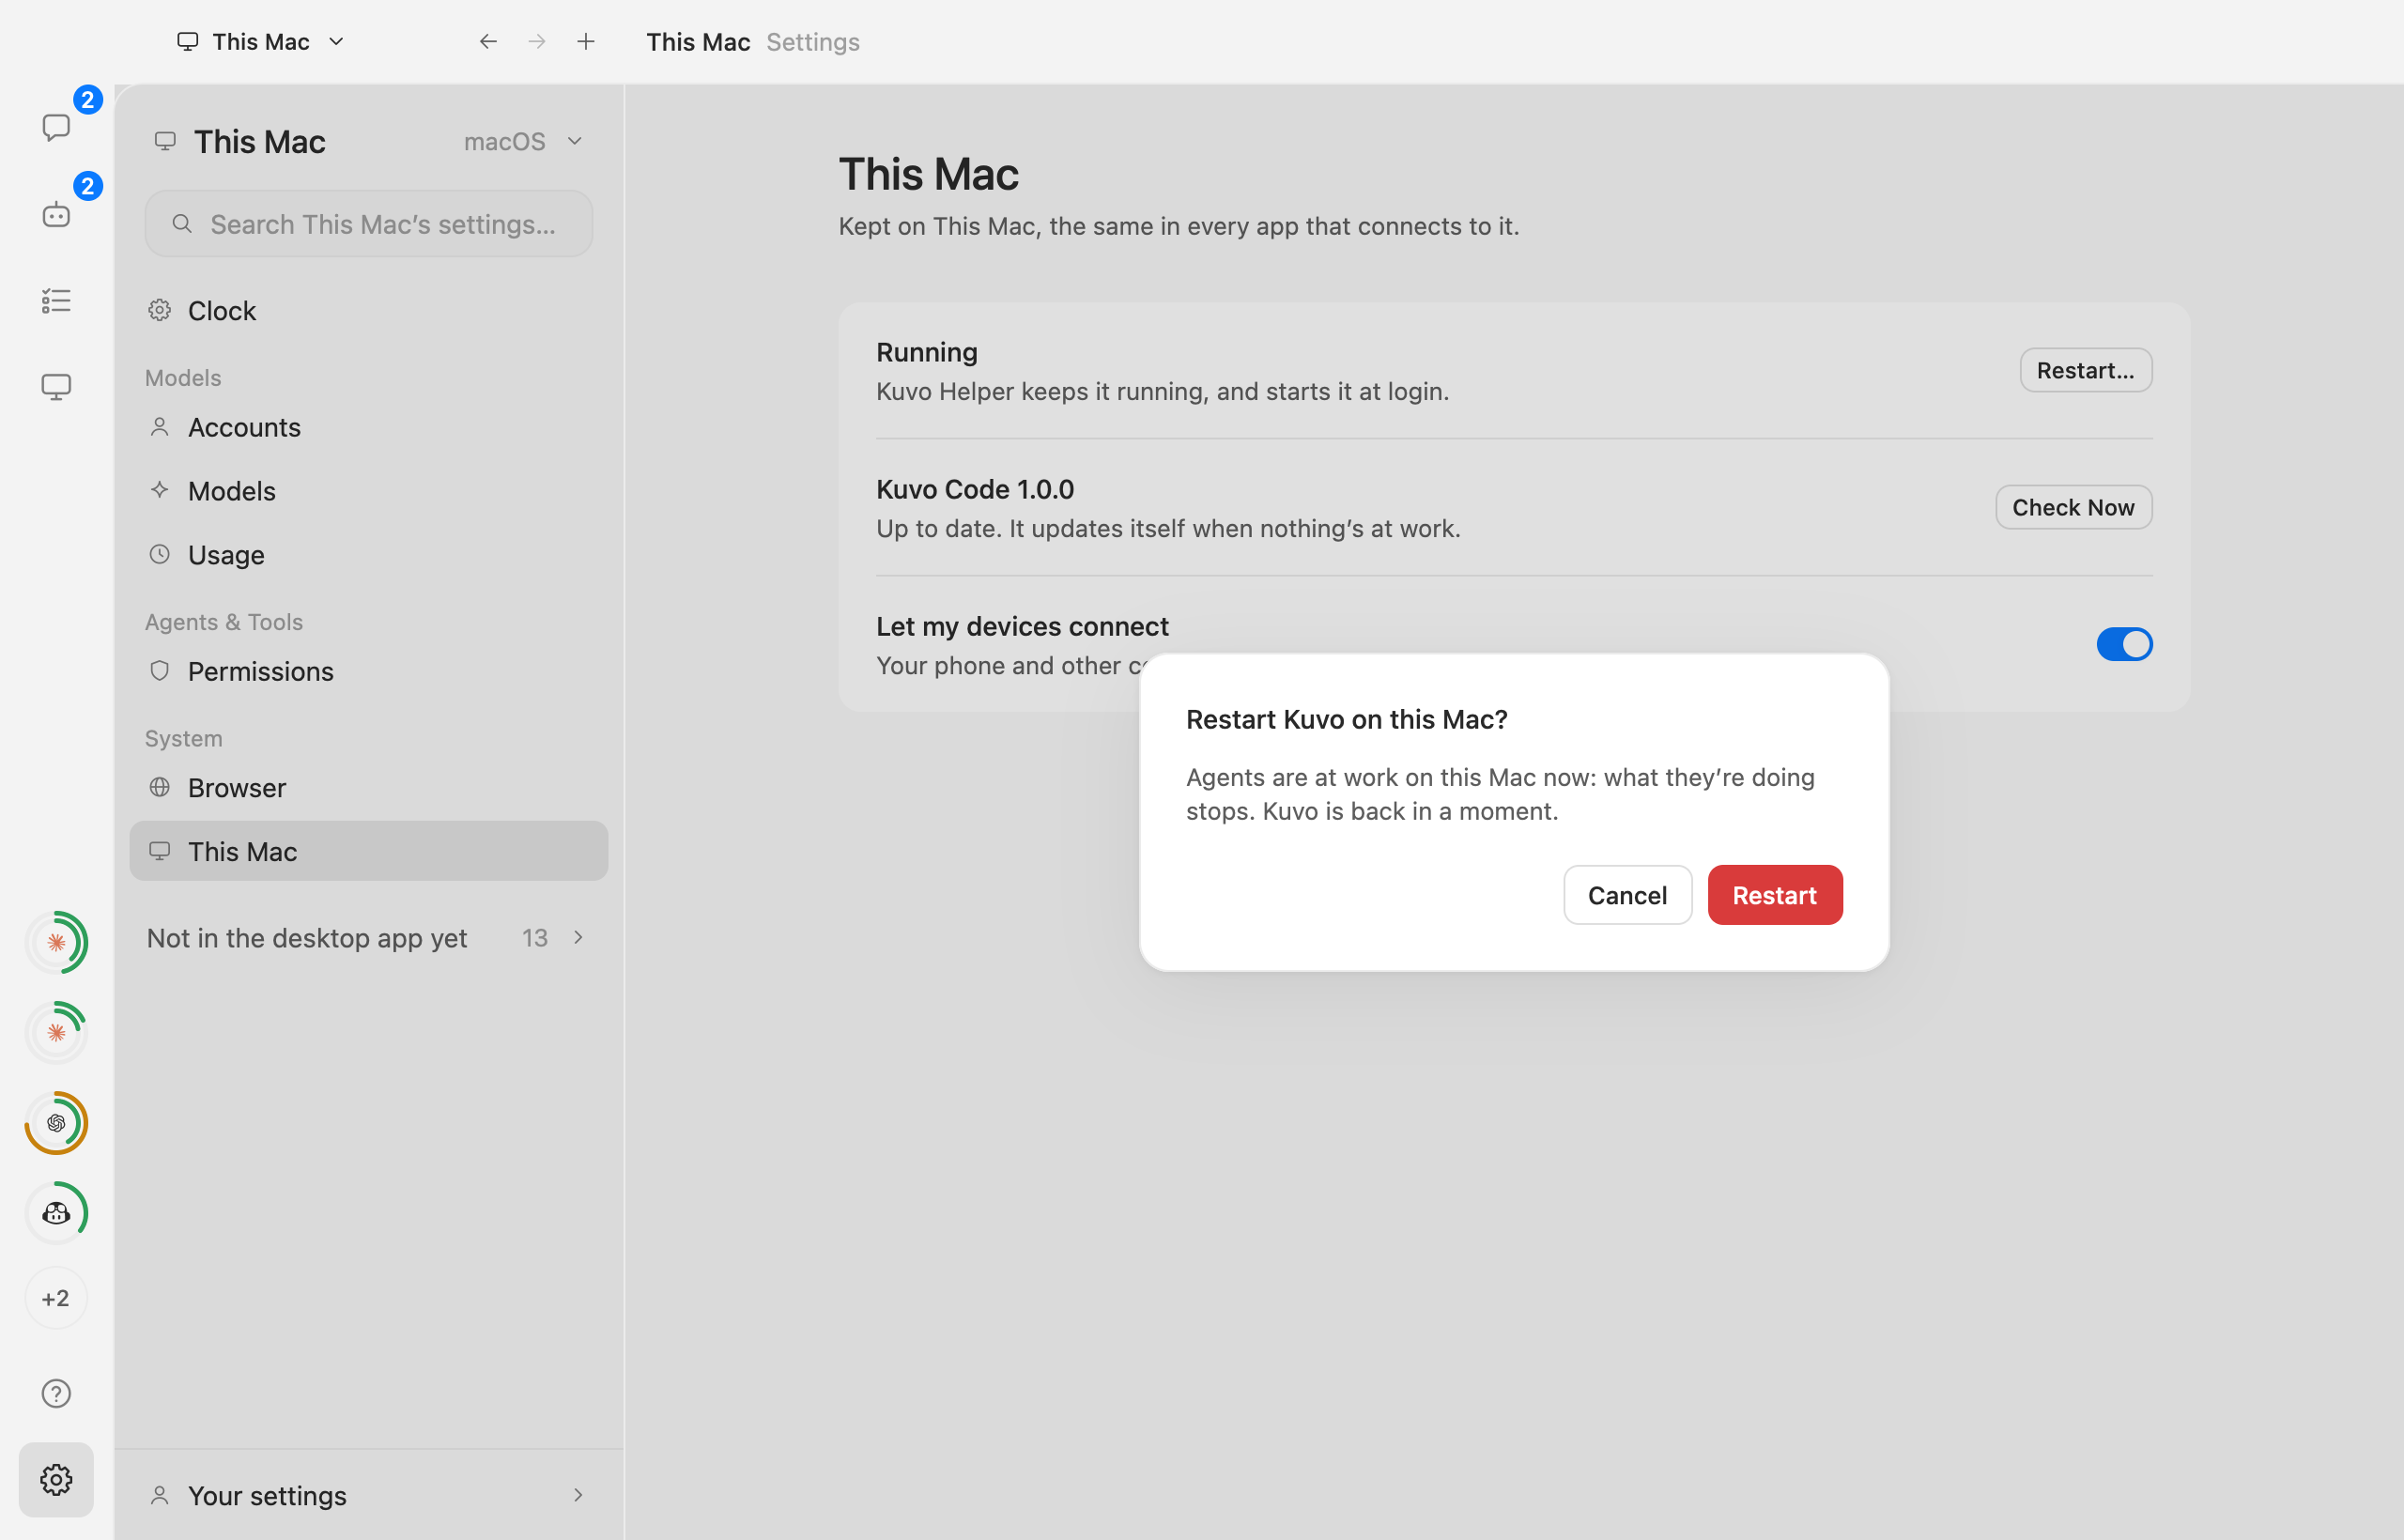 This Mac
This Mac Settings
2
2
This Mac macOS
Search This Mac’s settings...
Clock
Models
Accounts
Models
Usage
Agents & Tools
Permissions
System
Browser
This Mac
Not in the desktop app yet 13
+2
Your settings
This Mac
Kept on This Mac, the same in every app that connects to it.
Running
Kuvo Helper keeps it running, and starts it at login.
Restart...
Kuvo Code 1.0.0
Up to date. It updates itself when nothing’s at work.
Check Now
Let my devices connect
Your phone and other
Restart Kuvo on this Mac?
Agents are at work on this Mac now: what they’re doing
stops. Kuvo is back in a moment.
Cancel
Restart